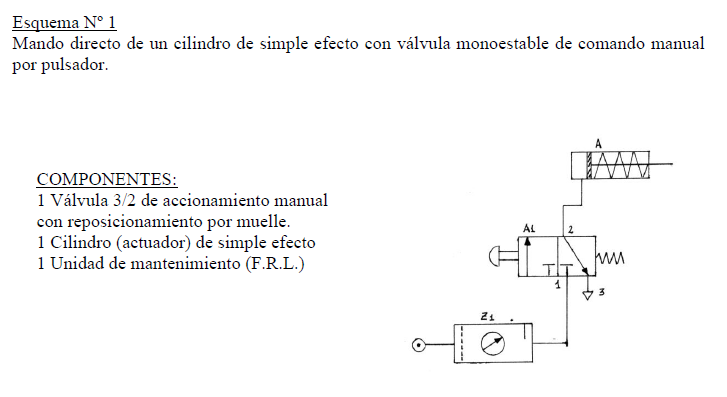 Esquema Nº 1
Mando directo de un cilindro de simple efecto con válvula monoestable de comando manual
por pulsador.
COMPONENTES:
1 Válvula 3/2 de accionamiento manual
con reposicionamiento por muelle.
1 Cilindro (actuador) de simple efecto
1 Unidad de mantenimiento (F.R.L.)
A
A1
2
1
3
Z1